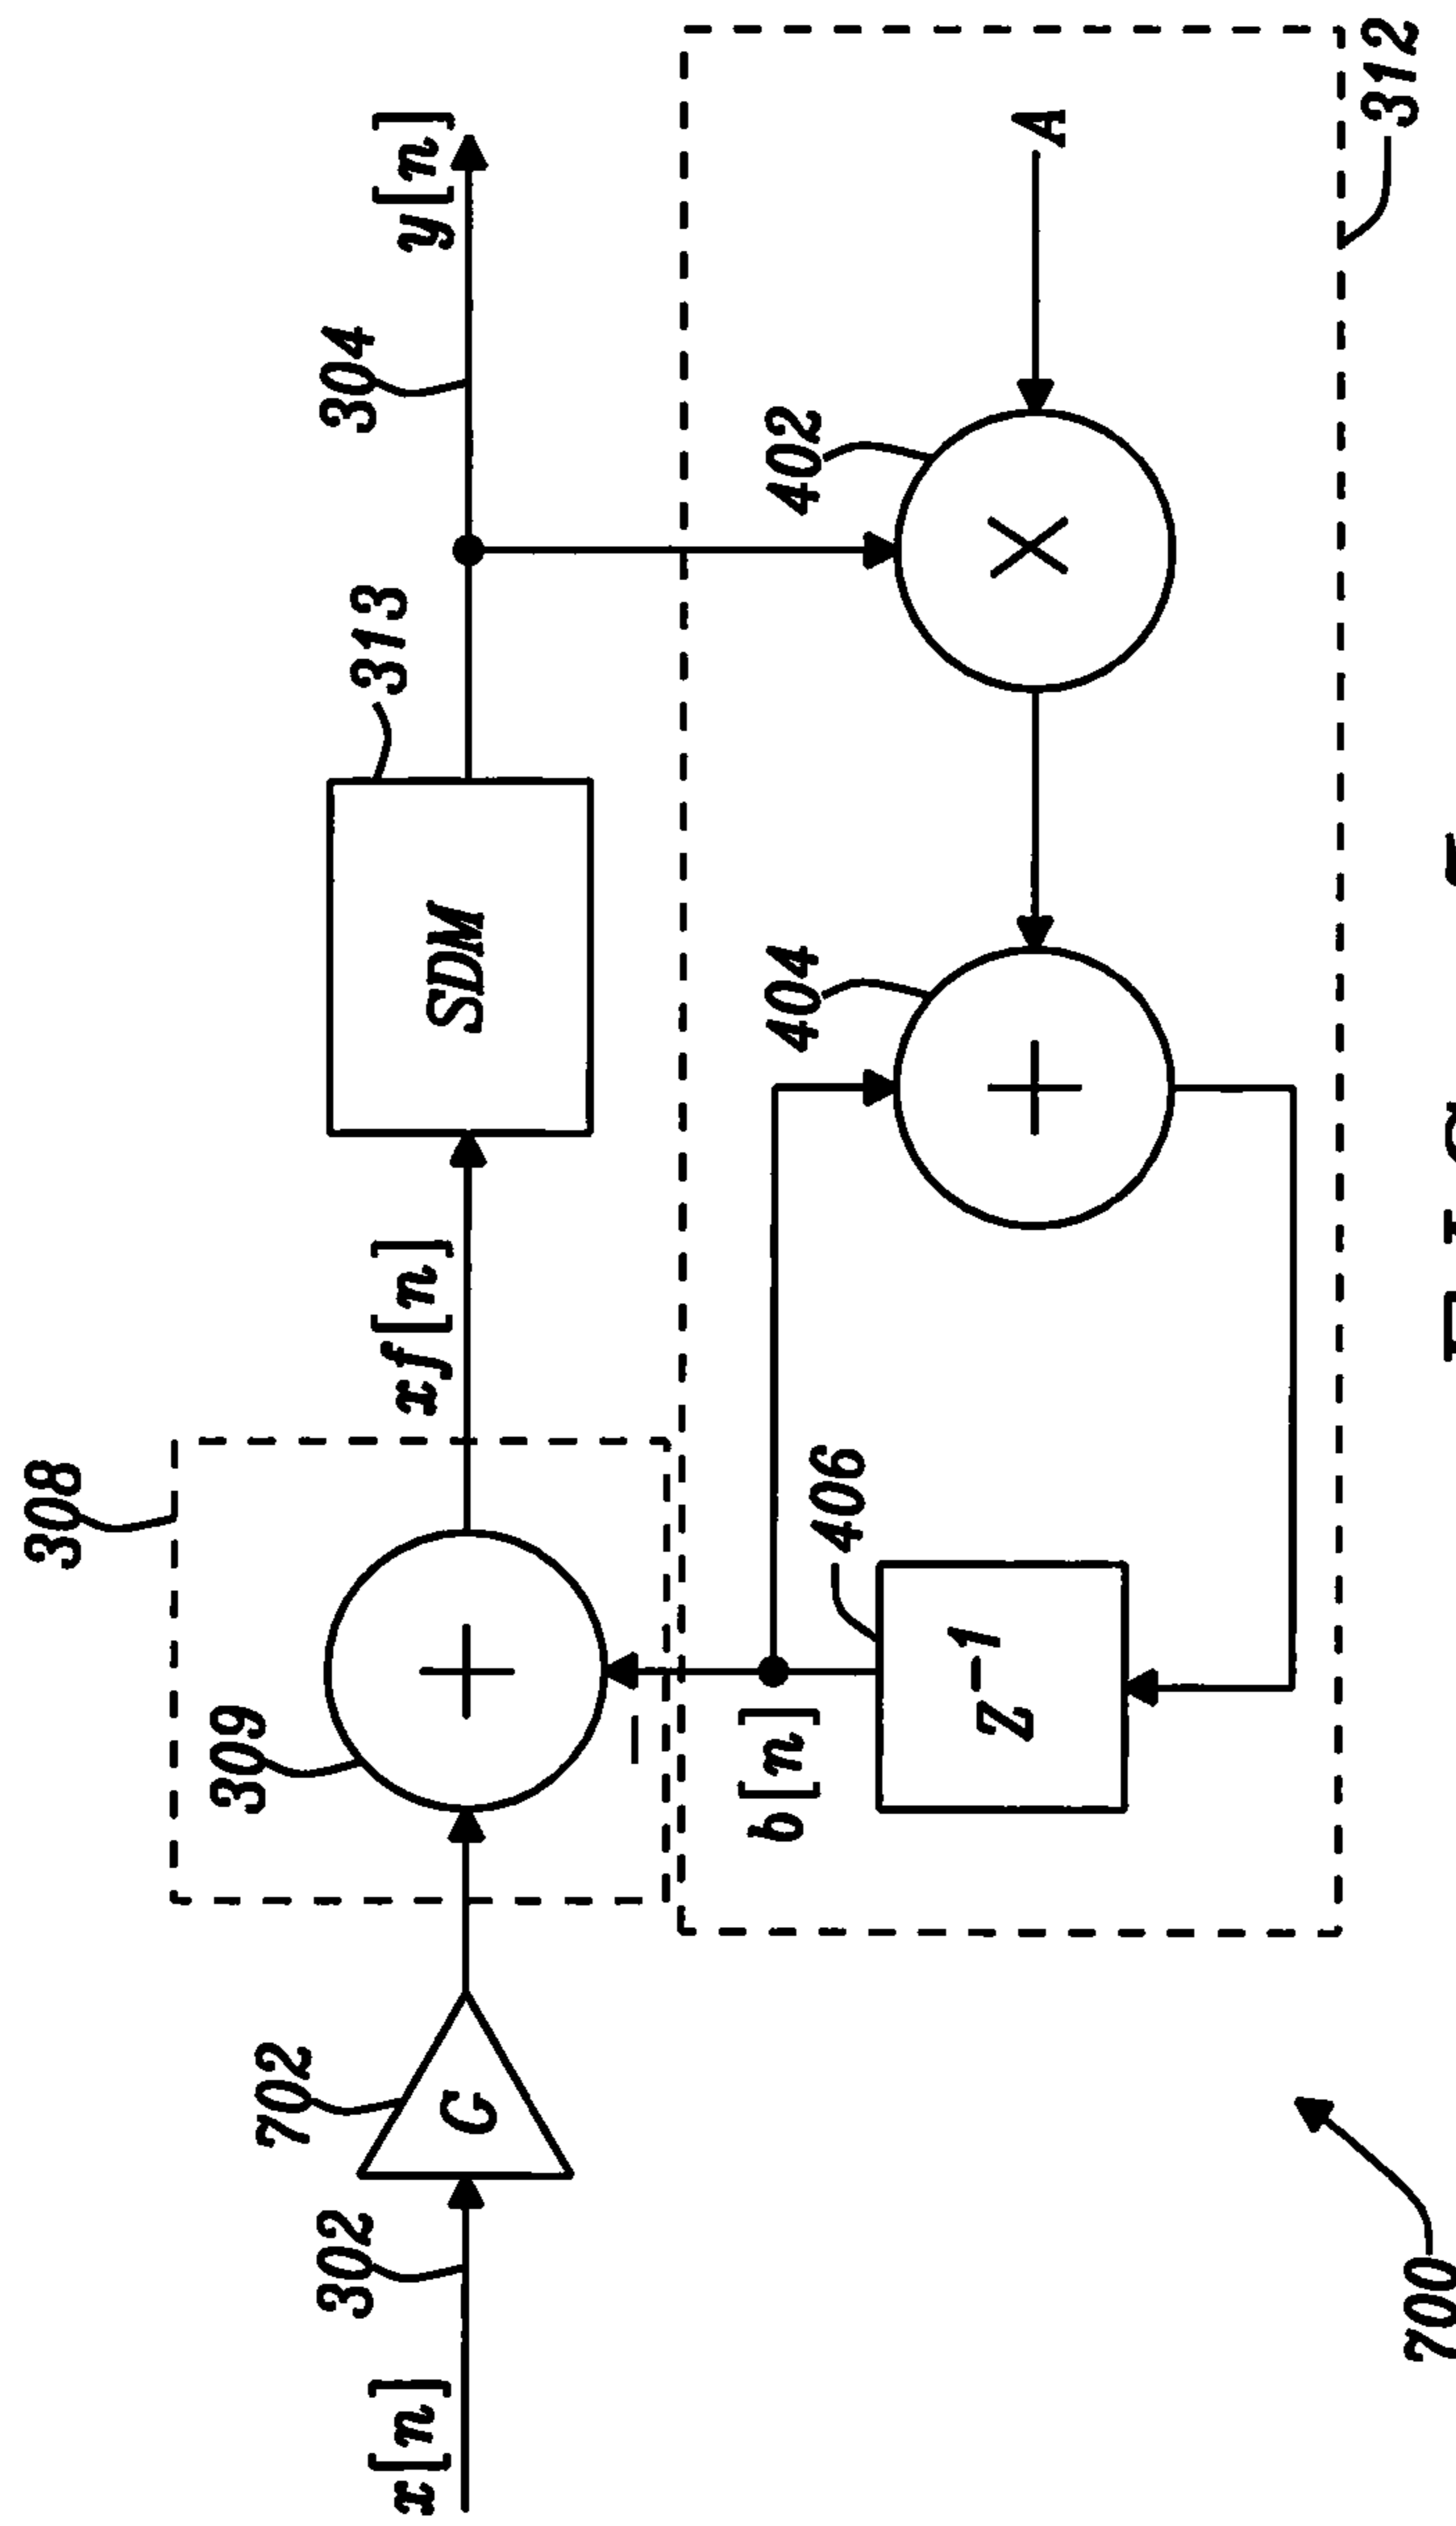 308
309
702
302
x[n]
G
xf[n]
SDM
313
304
y[n]
b[n]
406
Z⁻¹
404
+
402
X
A
+
−
312
700